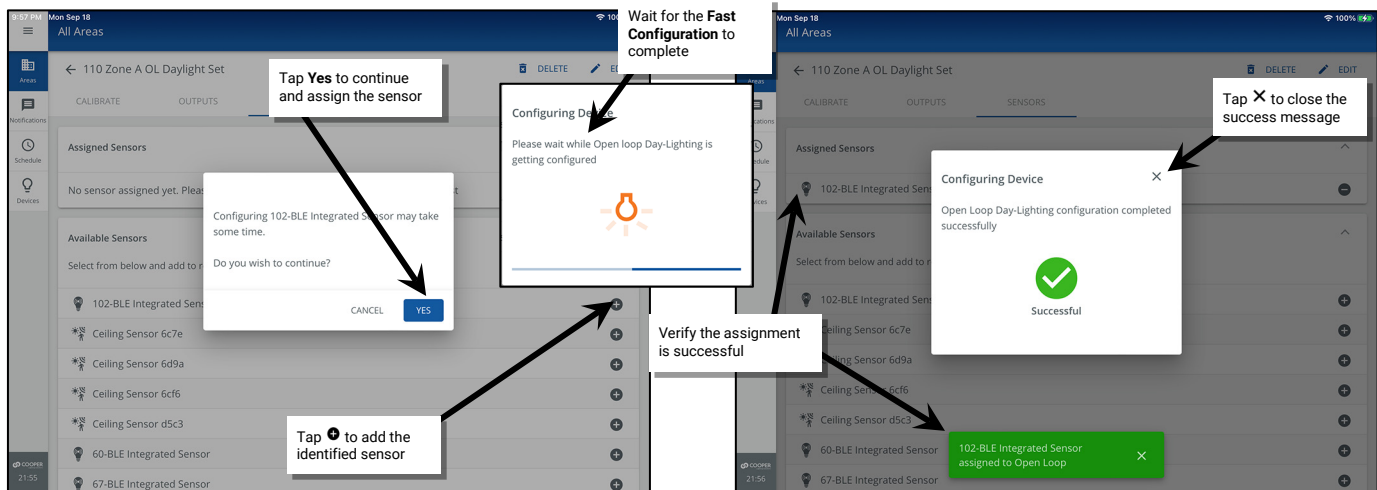 9:57 PM Mon Sep 18
All Areas
Areas
Notifications
Schedule
Devices
COOPER
21:55
110 Zone A OL Daylight Set
DELETE
CALIBRATE OUTPUTS
Assigned Sensors
No sensor assigned yet.
Available Sensors
Select from below and add to
102-BLE Integrated
Ceiling Sensor 6c7e
Ceiling Sensor 6d9a
Ceiling Sensor 6cf6
Ceiling Sensor d5c3
60-BLE Integrated Sensor
67-BLE Integrated Sensor
Configuring 102-BLE Integrated Sensor may take
some time.
Do you wish to continue?
CANCEL YES
Tap Yes to continue
and assign the sensor
Tap + to add the
identified sensor
Wait for the Fast
Configuration to
complete
Configuring Device
Please wait while Open loop Day-Lighting is
getting configured
Mon Sep 18
100%
All Areas
Areas
COOPER
21:56
110 Zone A OL Daylight Set
DELETE EDIT
CALIBRATE OUTPUTS SENSORS
Assigned Sensors
102-BLE Integrated
Available Sensors
Select from below and add to
102-BLE Integrated
Ceiling Sensor 6c7e
Ceiling Sensor 6d9a
Ceiling Sensor 6cf6
Ceiling Sensor d5c3
60-BLE Integrated Sensor
67-BLE Integrated Sensor
Configuring Device ×
Open Loop Day-Lighting configuration completed
successfully
Successful
102-BLE Integrated Sensor
assigned to Open Loop ×
Tap × to close the
success message
Verify the assignment
is successful